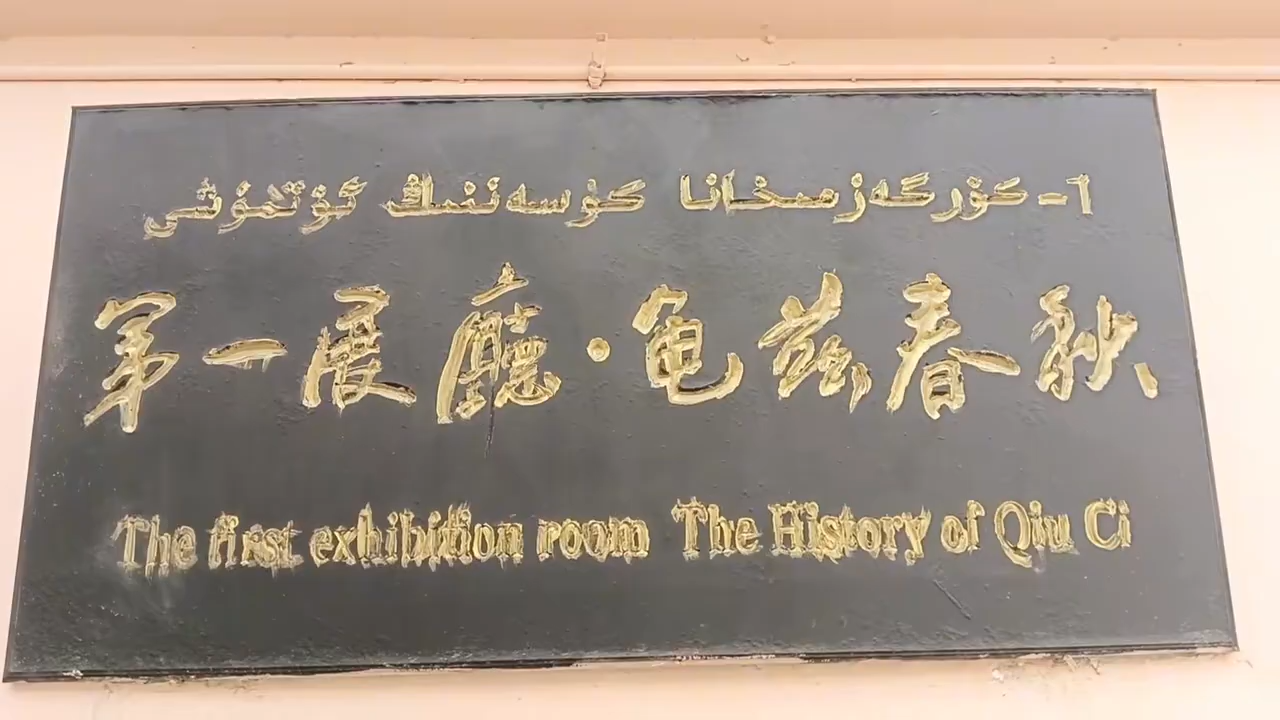 1- كۆرگەزمىخانا كۈسەننىڭ ئۆتمۈشى
第一展廳·龟兹春秋
The first exhibition room The History of Qiu Ci